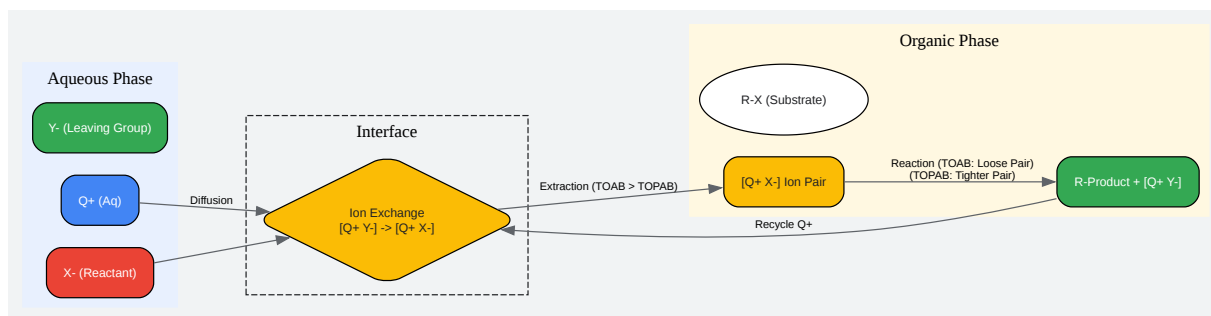 Aqueous Phase
Y- (Leaving Group)
Q+ (Aq)
X- (Reactant)
Diffusion
Interface
Ion Exchange
[Q+ Y-] -> [Q+ X-]
Extraction (TOAB > TOPAB)
Organic Phase
R-X (Substrate)
[Q+ X-] Ion Pair
Reaction (TOAB: Loose Pair)
(TOPAB: Tighter Pair)
R-Product + [Q+ Y-]
Recycle Q+